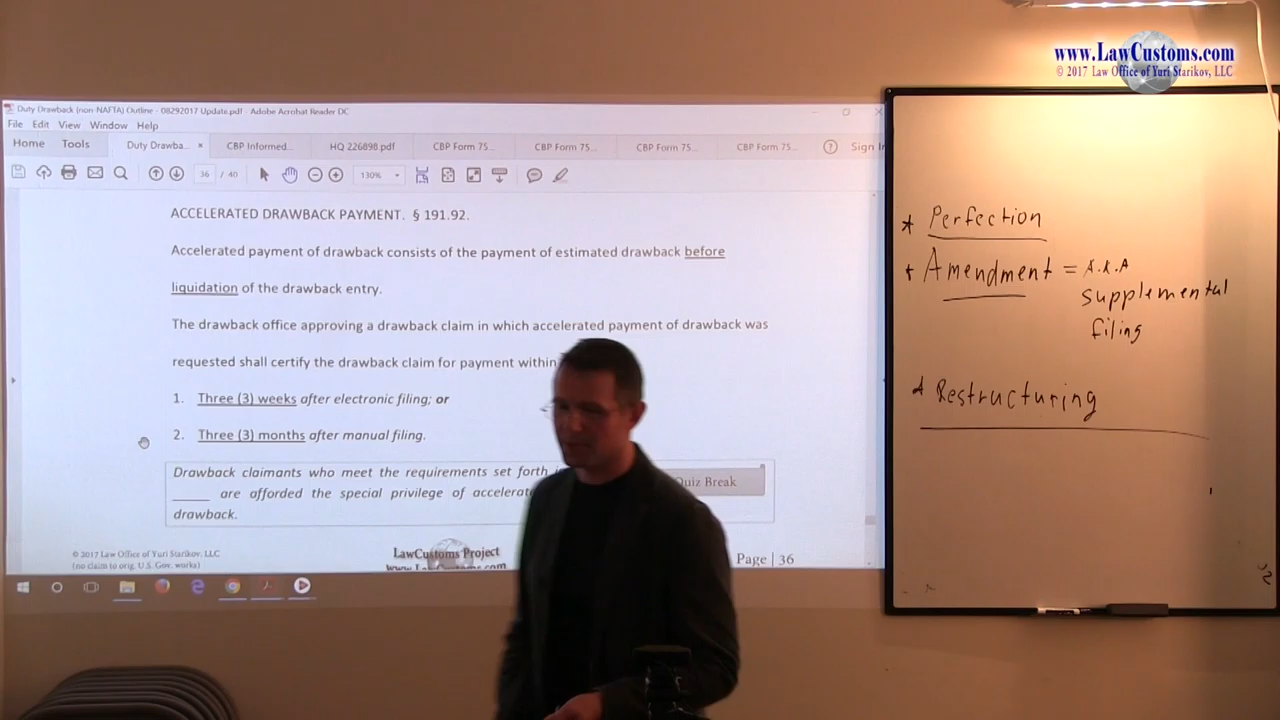 www.LawCustoms.com
© 2017 Law Office of Yuri Starikov, LLC
Duty Drawback (non-NAFTA) Outline - 08292017 Update.pdf - Adobe Acrobat Reader DC
File Edit View Window Help
Home Tools Duty Drawba... × CBP Informed... HQ 226898.pdf CBP Form 75... CBP Form 75... CBP Form 75... CBP Form 75... Sign In
36 / 40 130%
ACCELERATED DRAWBACK PAYMENT. § 191.92.
Accelerated payment of drawback consists of the payment of estimated drawback before
liquidation of the drawback entry.
The drawback office approving a drawback claim in which accelerated payment of drawback was
requested shall certify the drawback claim for payment within
1. Three (3) weeks after electronic filing; or
2. Three (3) months after manual filing.
Drawback claimants who meet the requirements set forth
_____ are afforded the special privilege of
drawback.
Quiz Break
© 2017 Law Office of Yuri Starikov, LLC
(no claim to orig. U.S. Gov. works)
LawCustoms Project
Page | 36
* Perfection
* Amendment = A.K.A
supplemental
filing
* Restructuring